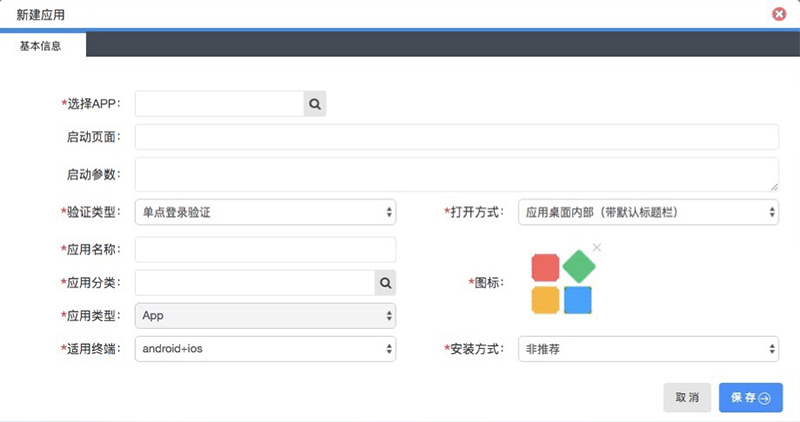 新建应用
基本信息
*选择APP：
启动页面：
启动参数：
*验证类型： 单点登录验证 *打开方式： 应用桌面内部（带默认标题栏）
*应用名称：
*应用分类： *图标：
*应用类型： App
*适用终端： android+ios *安装方式： 非推荐
取消 保存